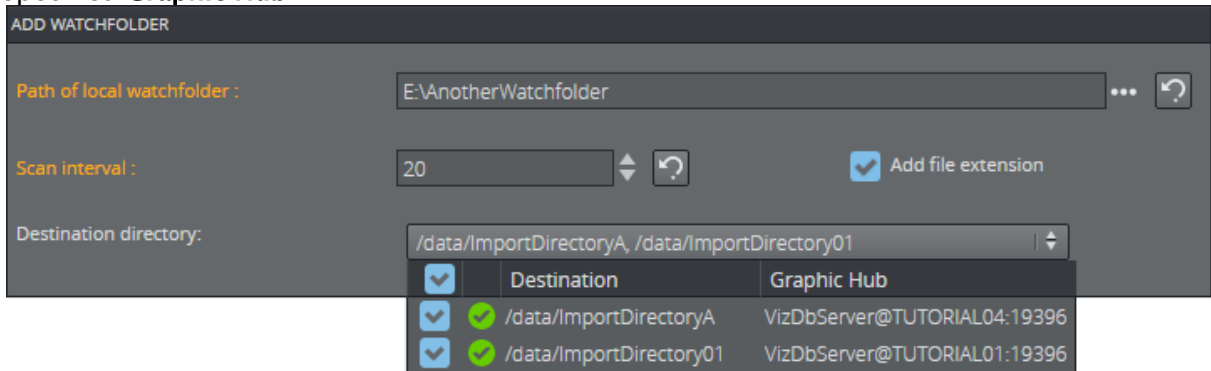 ADD WATCHFOLDER
Path of local watchfolder :
E:\AnotherWatchfolder
Scan interval :
20
Add file extension
Destination directory:
/data/ImportDirectoryA, /data/ImportDirectory01
Destination Graphic Hub
/data/ImportDirectoryA VizDbServer@TUTORIAL04:19396
/data/ImportDirectory01 VizDbServer@TUTORIAL01:19396